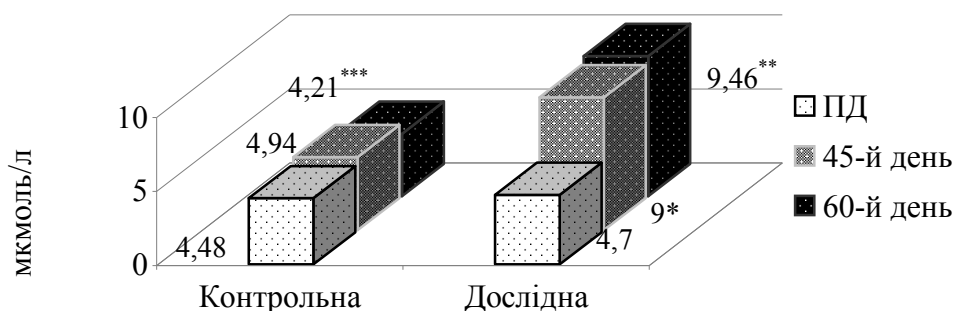 мкмоль/л
10
5
0
4,21***
4,94
4,48
9,46**
9*
4,7
Контрольна
Дослідна
ПД
45-й день
60-й день